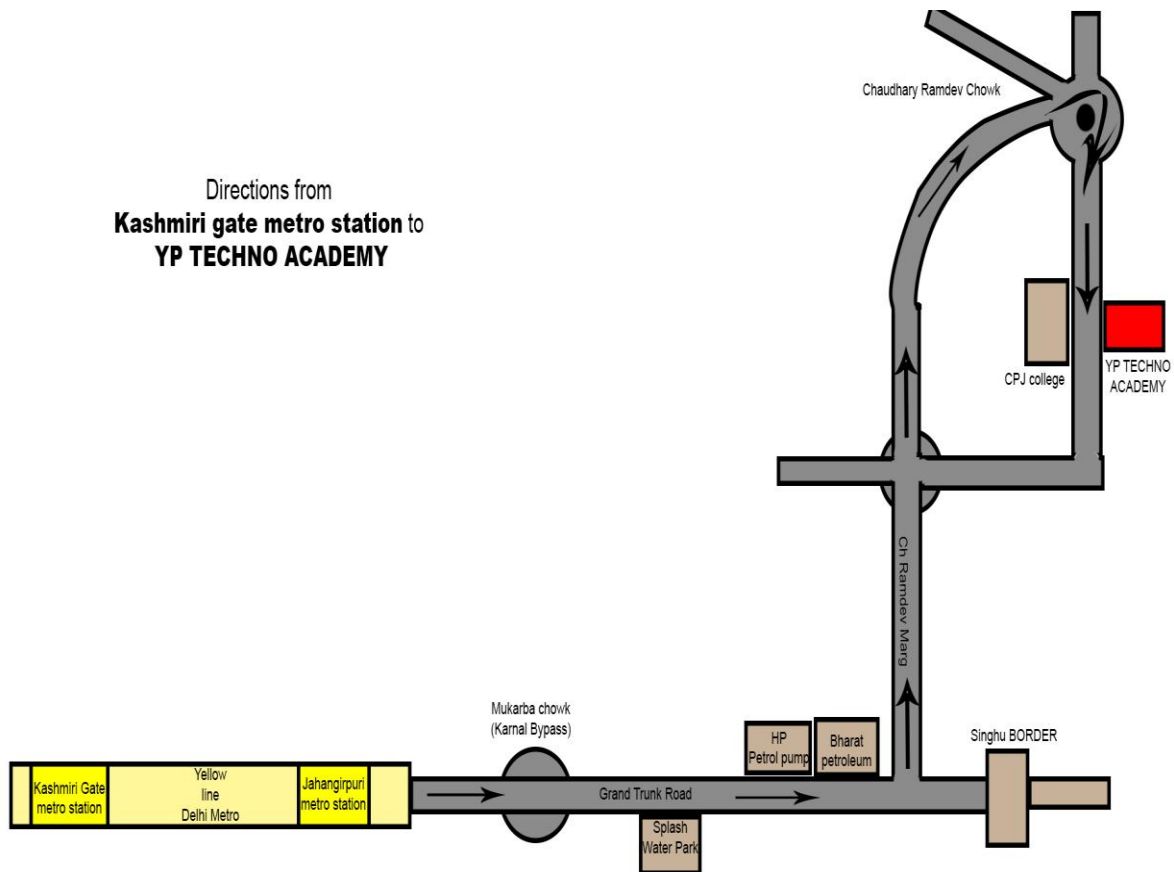 Chaudhary Ramdev Chowk
Directions from
Kashmiri gate metro station to
YP TECHNO ACADEMY
CPJ college
YP TECHNO
ACADEMY
Ch Ramdev Marg
Mukarba chowk
(Karnal Bypass)
HP
Petrol pump
Bharat
petroleum
Singhu BORDER
Kashmiri Gate
metro station
Yellow
line
Delhi Metro
Jahangirpuri
metro station
Grand Trunk Road
Splash
Water Park